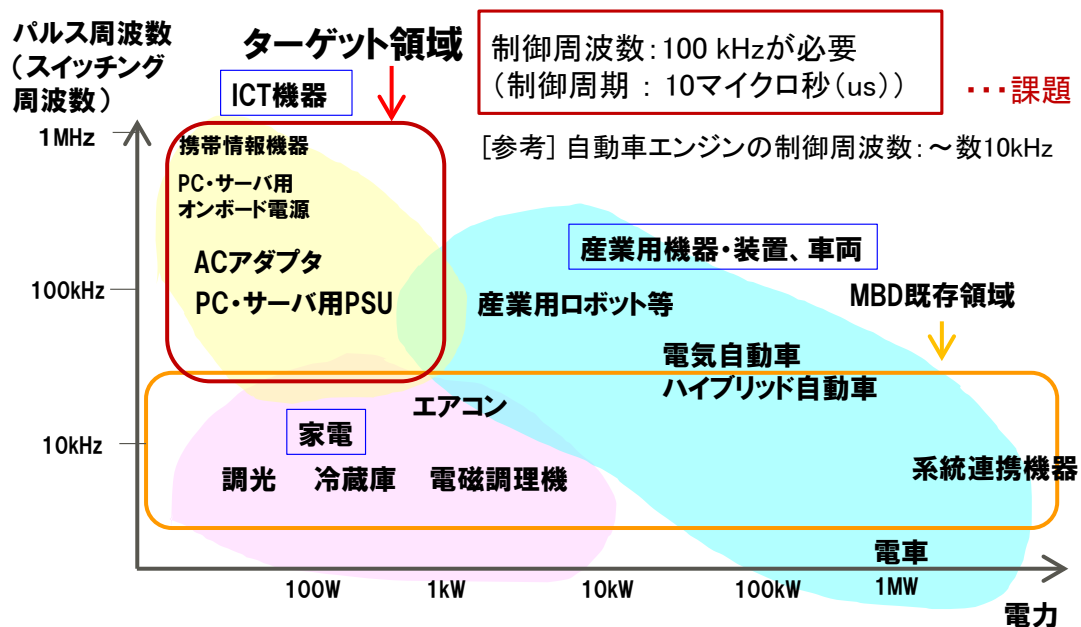 パルス周波数
(スイッチング
周波数)
ターゲット領域
制御周波数:100 kHzが必要
(制御周期 : 10マイクロ秒(us))
・・・課題
ICT機器
[参考] 自動車エンジンの制御周波数:~数10kHz
1MHz
携帯情報機器
PC・サーバ用
オンボード電源
ACアダプタ
PC・サーバ用PSU
産業用機器・装置、車両
100kHz
産業用ロボット等
MBD既存領域
電気自動車
ハイブリッド自動車
エアコン
家電
10kHz
調光
冷蔵庫
電磁調理機
系統連携機器
電車
100W
1kW
10kW
100kW
1MW
電力